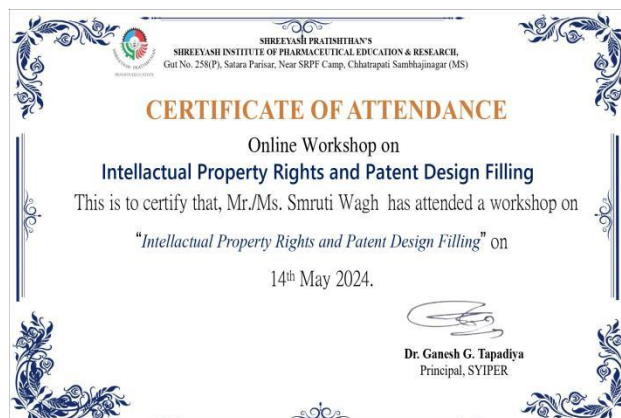 SHREEYASH PRATISHTHAN'S
SHREEYASH INSTITUTE OF PHARMACEUTICAL EDUCATION & RESEARCH,
Gut No. 258(P), Satara Parisar, Near SRPF Camp, Chhatrapati Sambhajinagar (MS)
CERTIFICATE OF ATTENDANCE
Online Workshop on
Intellactual Property Rights and Patent Design Filling
This is to certify that, Mr./Ms. Smruti Wagh has attended a workshop on
“Intellactual Property Rights and Patent Design Filling” on
14th May 2024.
Dr. Ganesh G. Tapadiya
Principal, SYIPER